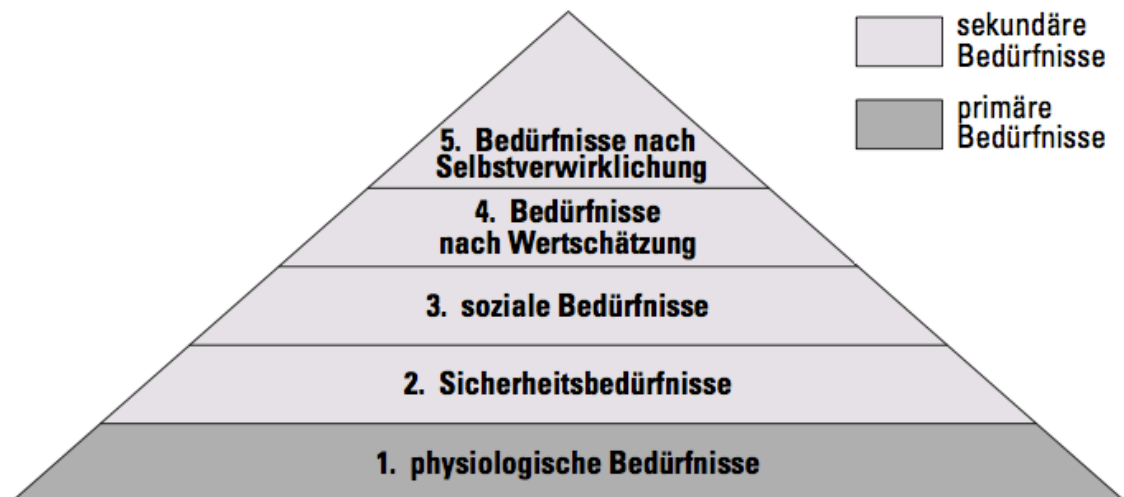 sekundäre
Bedürfnisse
primäre
Bedürfnisse
5. Bedürfnisse nach
Selbstverwirklichung
4. Bedürfnisse
nach Wertschätzung
3. soziale Bedürfnisse
2. Sicherheitsbedürfnisse
1. physiologische Bedürfnisse